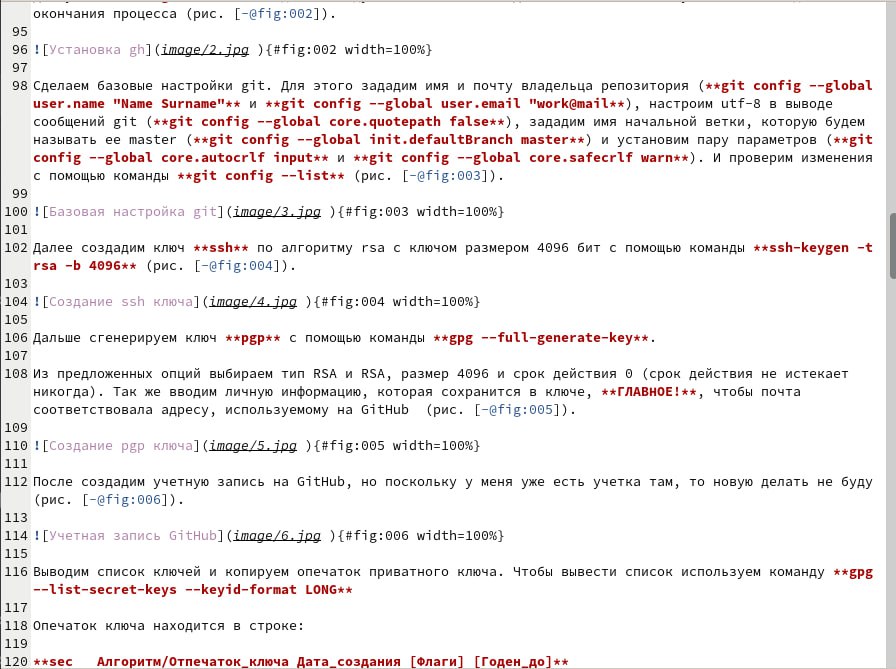 окончания процесса (рис. [-@fig:002]).
95
96 ![Установка gh](image/2.jpg ){#fig:002 width=100%}
97
98 Сделаем базовые настройки git. Для этого зададим имя и почту владельца репозитория (**git config --global
user.name "Name Surname"** и **git config --global user.email "work@mail**), настроим utf-8 в выводе
сообщений git (**git config --global core.quotepath false**), зададим имя начальной ветки, которую будем
называть ее master (**git config --global init.defaultBranch master**) и установим пару параметров (**git
config --global core.autocrlf input** и **git config --global core.safecrlf warn**). И проверим изменения
с помощью команды **git config --list** (рис. [-@fig:003]).
99
100 ![Базовая настройка git](image/3.jpg ){#fig:003 width=100%}
101
102 Далее создадим ключ **ssh** по алгоритму rsa с ключом размером 4096 бит с помощью команды **ssh-keygen -t
rsa -b 4096** (рис. [-@fig:004]).
103
104 ![Создание ssh ключа](image/4.jpg ){#fig:004 width=100%}
105
106 Дальше сгенерируем ключ **pgp** с помощью команды **gpg --full-generate-key**.
107
108 Из предложенных опций выбираем тип RSA и RSA, размер 4096 и срок действия 0 (срок действия не истекает
никогда). Так же вводим личную информацию, которая сохранится в ключе, **ГЛАВНОЕ!**, чтобы почта
соответствовала адресу, используемому на GitHub  (рис. [-@fig:005]).
109
110 ![Создание pgp ключа](image/5.jpg ){#fig:005 width=100%}
111
112 После создадим учетную запись на GitHub, но поскольку у меня уже есть учетка там, то новую делать не буду
(рис. [-@fig:006]).
113
114 ![Учетная запись GitHub](image/6.jpg ){#fig:006 width=100%}
115
116 Выводим список ключей и копируем опечаток приватного ключа. Чтобы вывести список используем команду **gpg
--list-secret-keys --keyid-format LONG**
117
118 Опечаток ключа находится в строке:
119
120 **sec   Алгоритм/Отпечаток_ключа Дата_создания [Флаги] [Годен_до]**